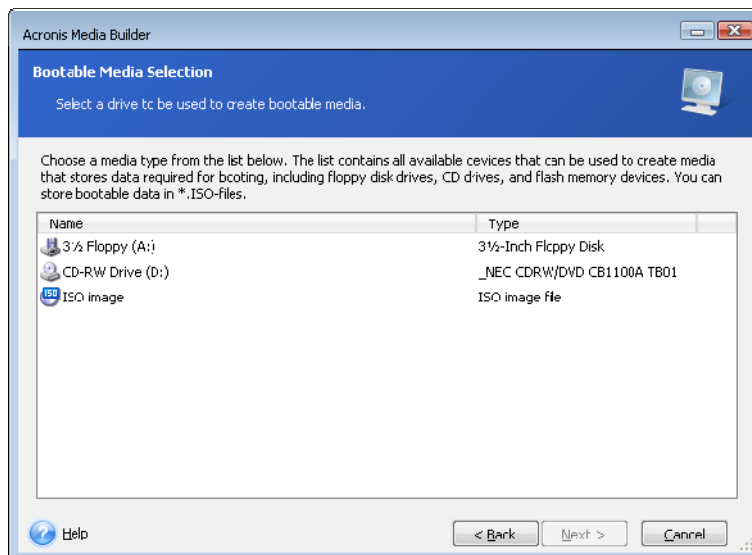 Acronis Media Builder
Bootable Media Selection
Select a drive to be used to create bootable media.
Choose a media type from the list below. The list contains all available cevices that can be used to create media
that stores data required for bcoting, including floppy disk drives, CD drives, and flash memory devices. You can
store bootable data in *.ISO-files.
Name Type
3½ Floppy (A:) 3½-Inch Flcppy Disk
CD-RW Drive (D:) _NEC CDRW/DVD CB1100A TB01
ISO ISO image ISO image file
Help < Back Next > Cancel